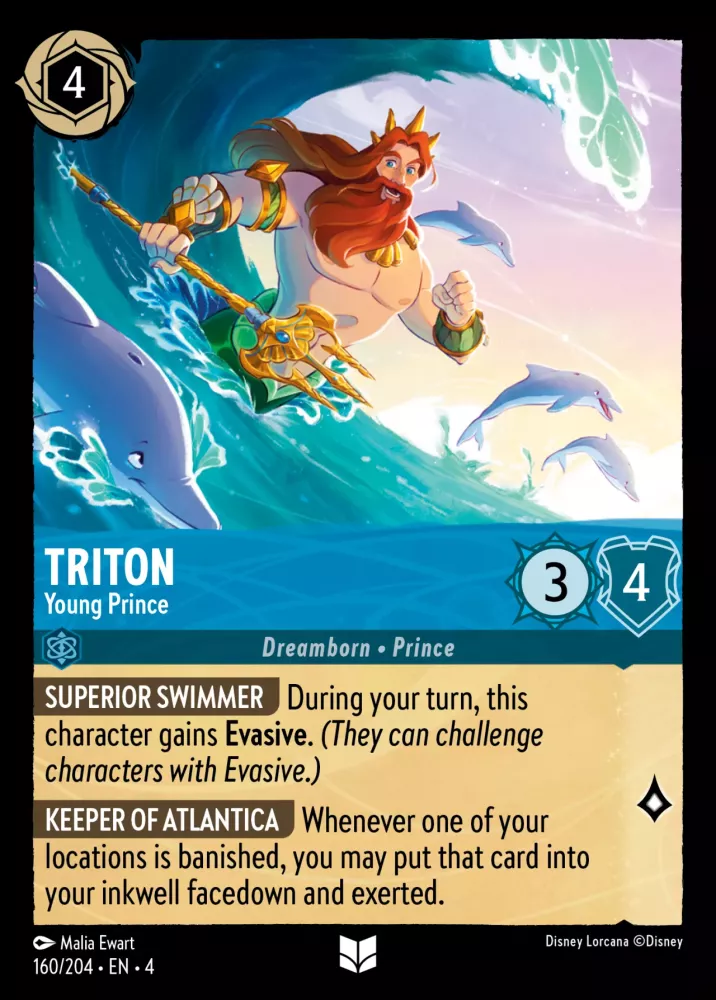 4
TRITON
Young Prince
3
4
Dreamborn • Prince
SUPERIOR SWIMMER During your turn, this
character gains Evasive. (They can challenge
characters with Evasive.)
KEEPER OF ATLANTICA Whenever one of your
locations is banished, you may put that card into
your inkwell facedown and exerted.
Malia Ewart
160/204 • EN • 4
Disney Lorcana ©Disney